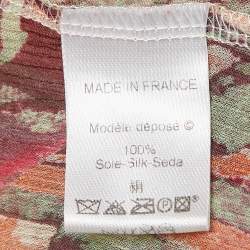 MADE IN FRANCE
Modèle déposé ©
100%
Soie-Silk-Seda
絹